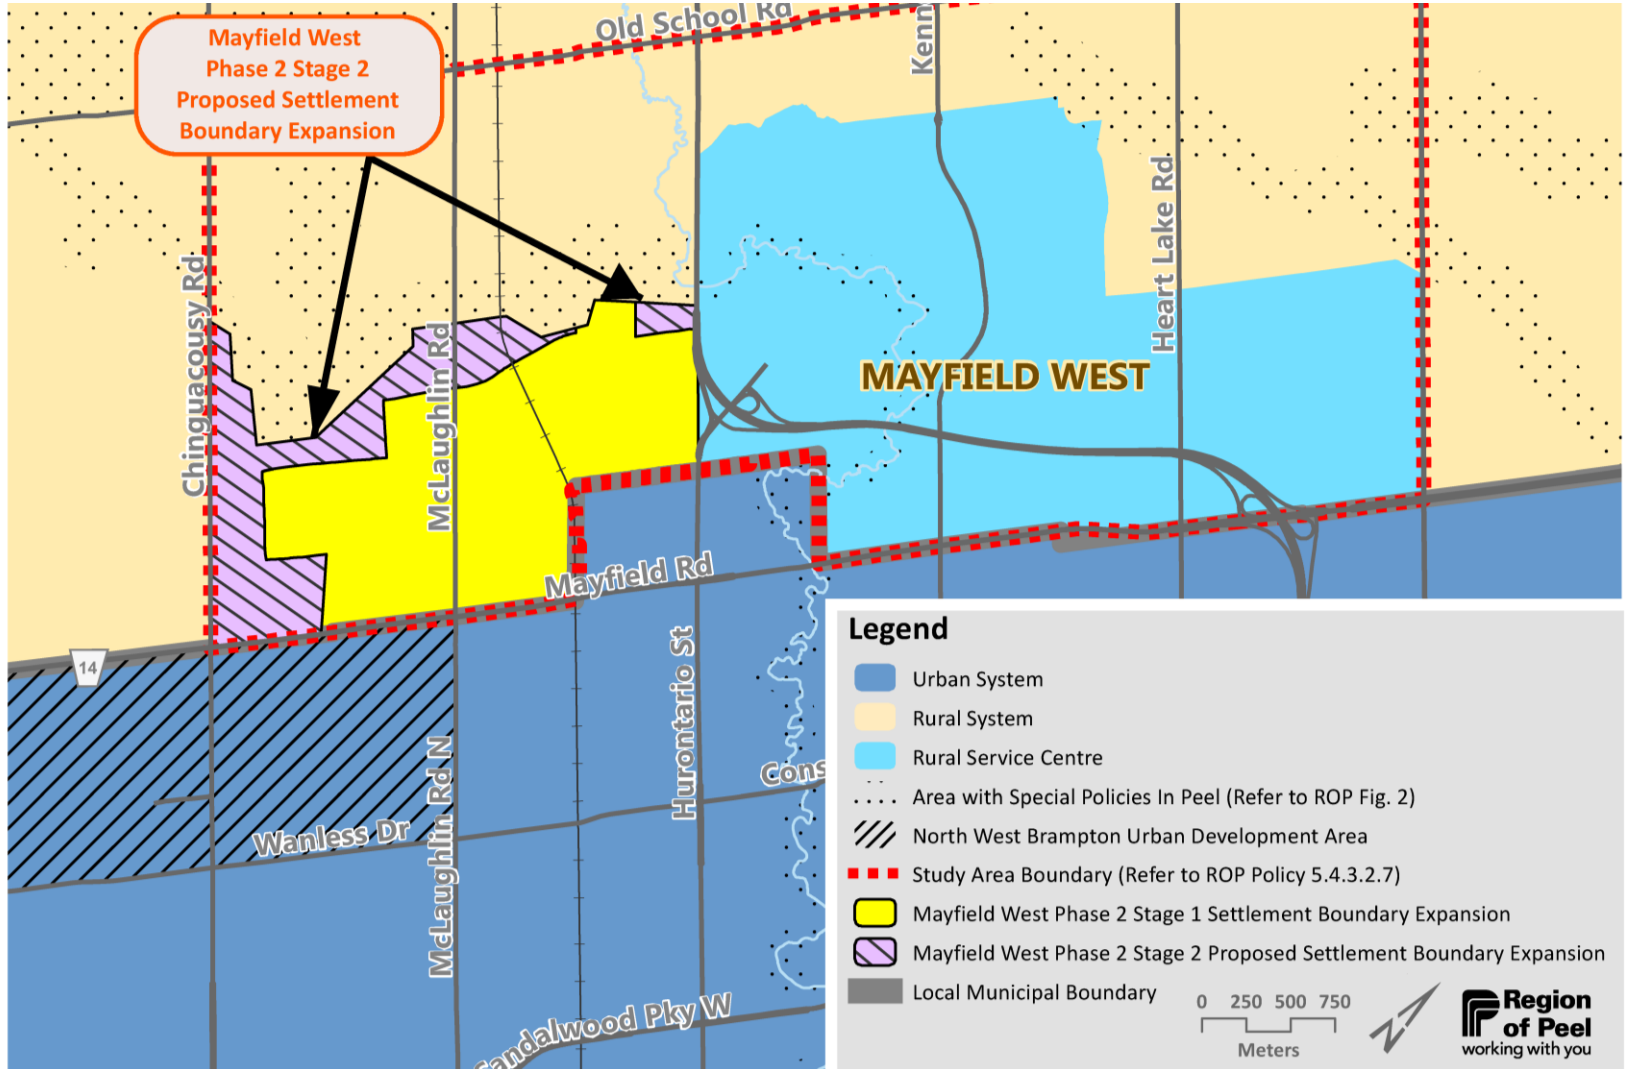 Mayfield West
Phase 2 Stage 2
Proposed Settlement
Boundary Expansion
Old School Rd
Kenn
Chinguacousy Rd
McLaughlin Rd
Heart Lake Rd
MAYFIELD WEST
Mayfield Rd
14
Hurontario St
McLaughlin Rd N
Wanless Dr
Cons
Sandalwood Pky W
Legend
Urban System
Rural System
Rural Service Centre
Area with Special Policies In Peel (Refer to ROP Fig. 2)
North West Brampton Urban Development Area
Study Area Boundary (Refer to ROP Policy 5.4.3.2.7)
Mayfield West Phase 2 Stage 1 Settlement Boundary Expansion
Mayfield West Phase 2 Stage 2 Proposed Settlement Boundary Expansion
Local Municipal Boundary
0 250 500 750
Meters
N
Region
of Peel
working with you